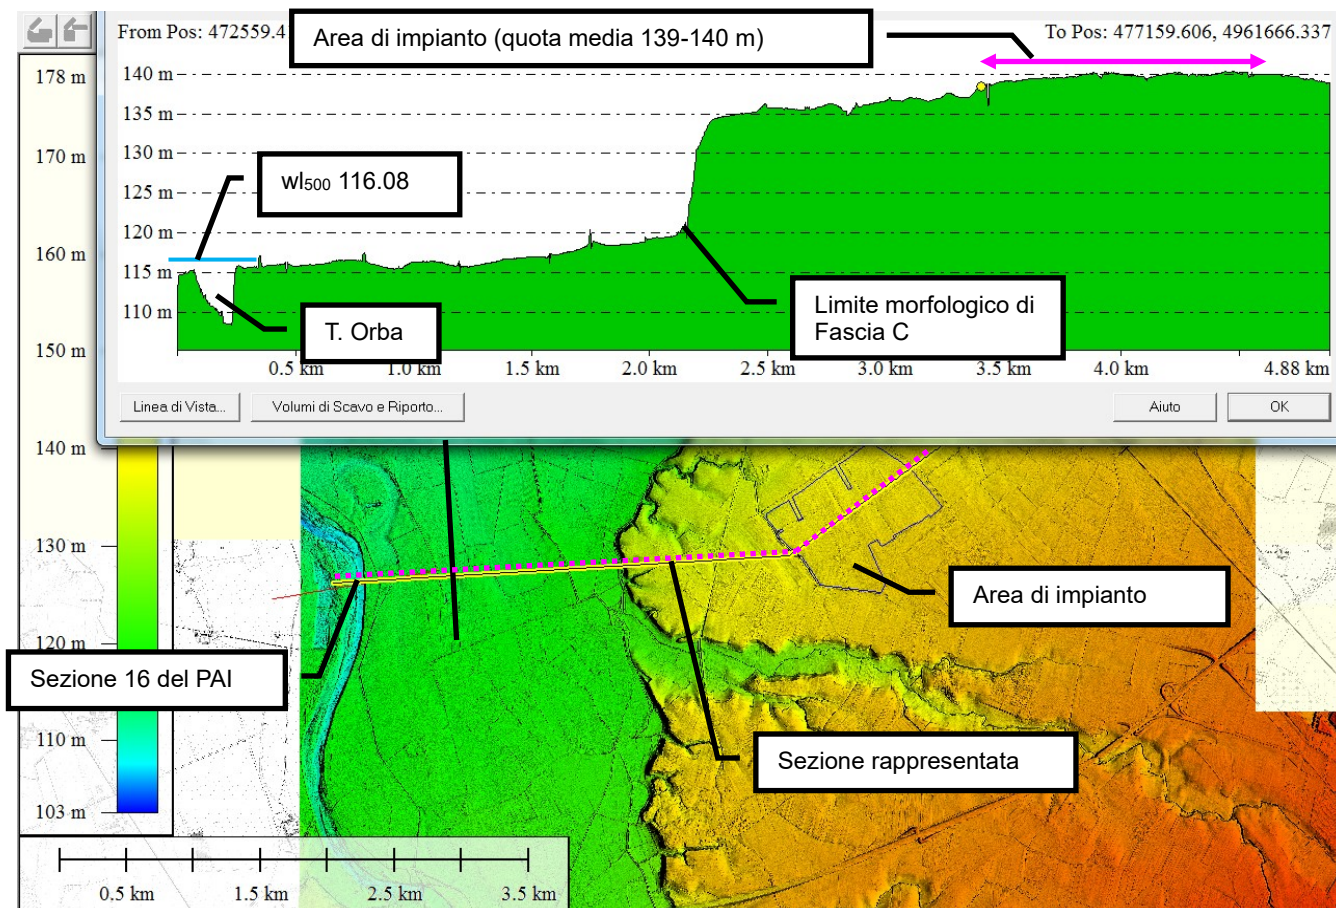 From Pos: 472559.4
Area di impianto (quota media 139-140 m)
To Pos: 477159.606, 4961666.337
140 m
135 m
130 m
125 m
120 m
115 m
110 m
wl500 116.08
T. Orba
Limite morfologico di
Fascia C
0.5 km
1.0 km
1.5 km
2.0 km
2.5 km
3.0 km
3.5 km
4.0 km
4.88 km
Linea di Vista...
Volumi di Scavo e Riporto...
Aiuto
OK
178 m
170 m
160 m
150 m
140 m
130 m
120 m
110 m
103 m
Area di impianto
Sezione 16 del PAI
Sezione rappresentata
0.5 km
1.5 km
2.5 km
3.5 km